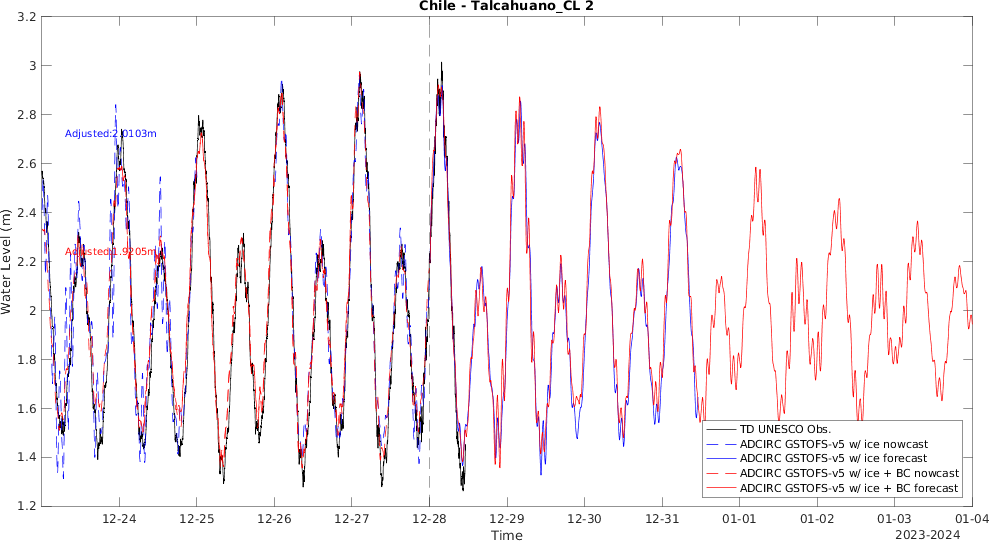 Chile - Talcahuano_CL 2
Water Level (m)
3.2
3
2.8
2.6
2.4
2.2
2
1.8
1.6
1.4
1.2
Adjusted:2.0103m
Adjusted:1.9205m
TD UNESCO Obs.
ADCIRC GSTOFS-v5 w/ ice nowcast
ADCIRC GSTOFS-v5 w/ ice forecast
ADCIRC GSTOFS-v5 w/ ice + BC nowcast
ADCIRC GSTOFS-v5 w/ ice + BC forecast
12-24 12-25 12-26 12-27 12-28 12-29 12-30 12-31 01-01 01-02 01-03 01-04
Time
2023-2024